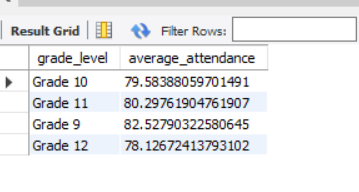 Result Grid Filter Rows:
grade_level average_attendance
Grade 10 79.58388059701491
Grade 11 80.29761904761907
Grade 9 82.52790322580645
Grade 12 78.12672413793102